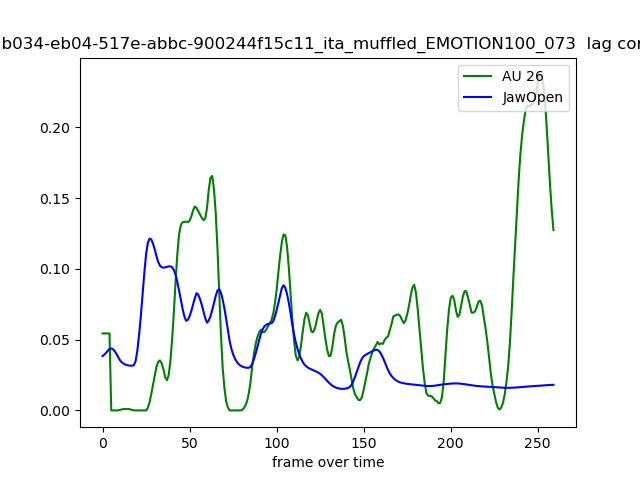 b034-eb04-517e-abbc-900244f15c11_ita_muffled_EMOTION100_073 lag cor
AU 26
JawOpen
0.20
0.15
0.10
0.05
0.00
0 50 100 150 200 250
frame over time